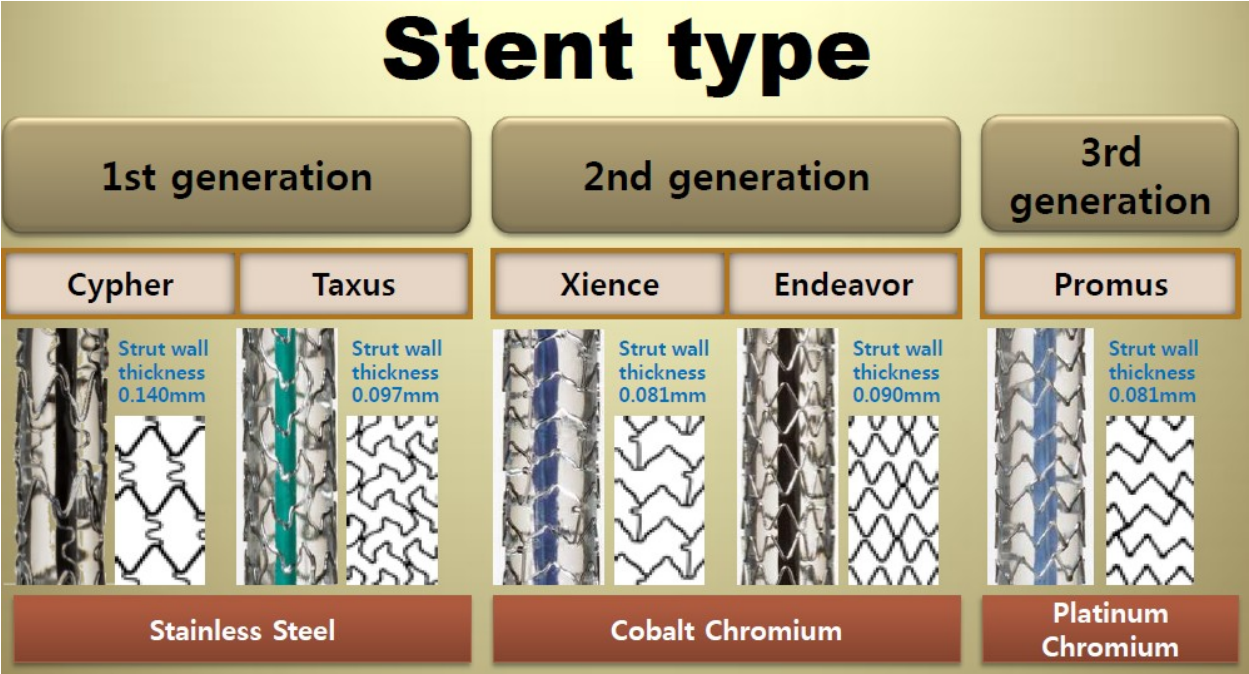 Stent type
1st generation
2nd generation
3rd
generation
Cypher
Taxus
Xience
Endeavor
Promus
Strut wall
thickness
0.140mm
Strut wall
thickness
0.097mm
Strut wall
thickness
0.081mm
Strut wall
thickness
0.090mm
Strut wall
thickness
0.081mm
Stainless Steel
Cobalt Chromium
Platinum
Chromium